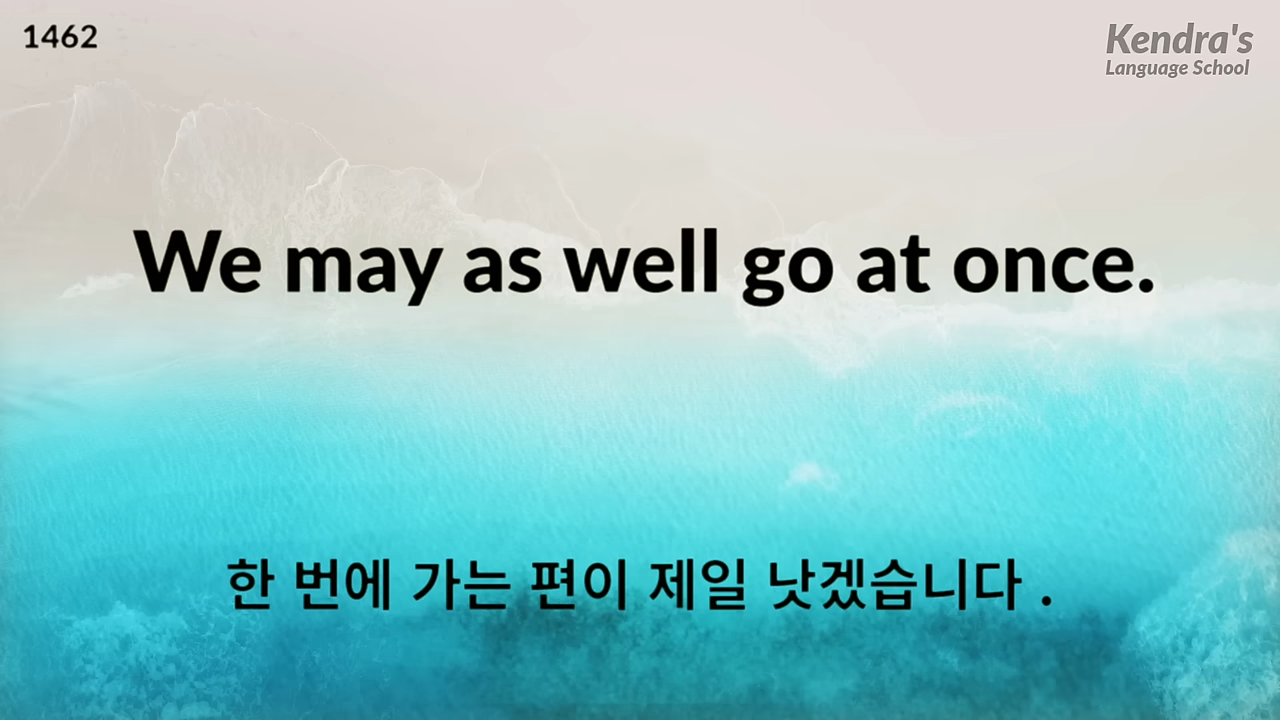 1462
Kendra's
Language School
We may as well go at once.
한 번에 가는 편이 제일 낫겠습니다 .